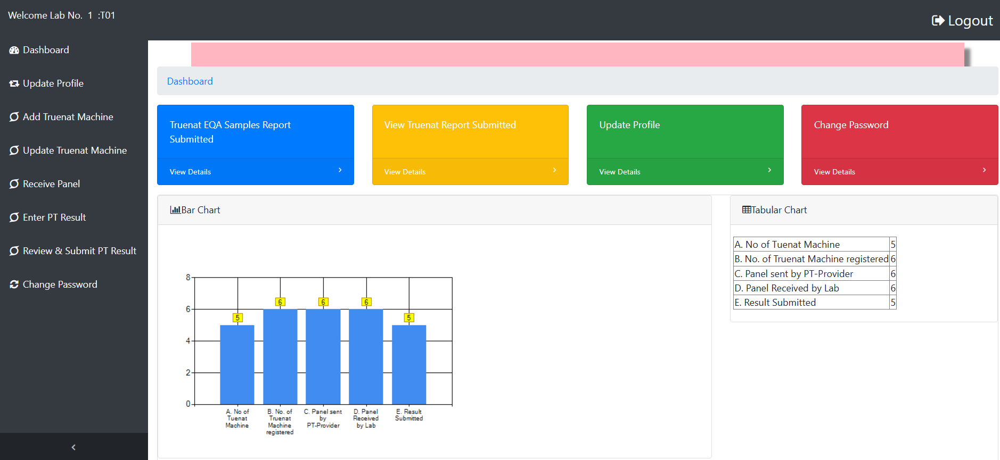 Welcome Lab No. 1 :T01
Logout
Dashboard
Update Profile
Add Truenat Machine
Update Truenat Machine
Receive Panel
Enter PT Result
Review & Submit PT Result
Change Password
Dashboard
Truenat EQA Samples Report
Submitted
View Details
View Truenat Report Submitted
View Details
Update Profile
View Details
Change Password
View Details
Bar Chart
8
6
4
2
0
5
6
6
6
5
A. No of
Tuenat
Machine
B. No. of
Truenat
Machine
registered
C. Panel sent
by
PT-Provider
D. Panel
Received
by Lab
E. Result
Submitted
Tabular Chart
A. No of Tuenat Machine 5
B. No. of Truenat Machine registered 6
C. Panel sent by PT-Provider 6
D. Panel Received by Lab 6
E. Result Submitted 5